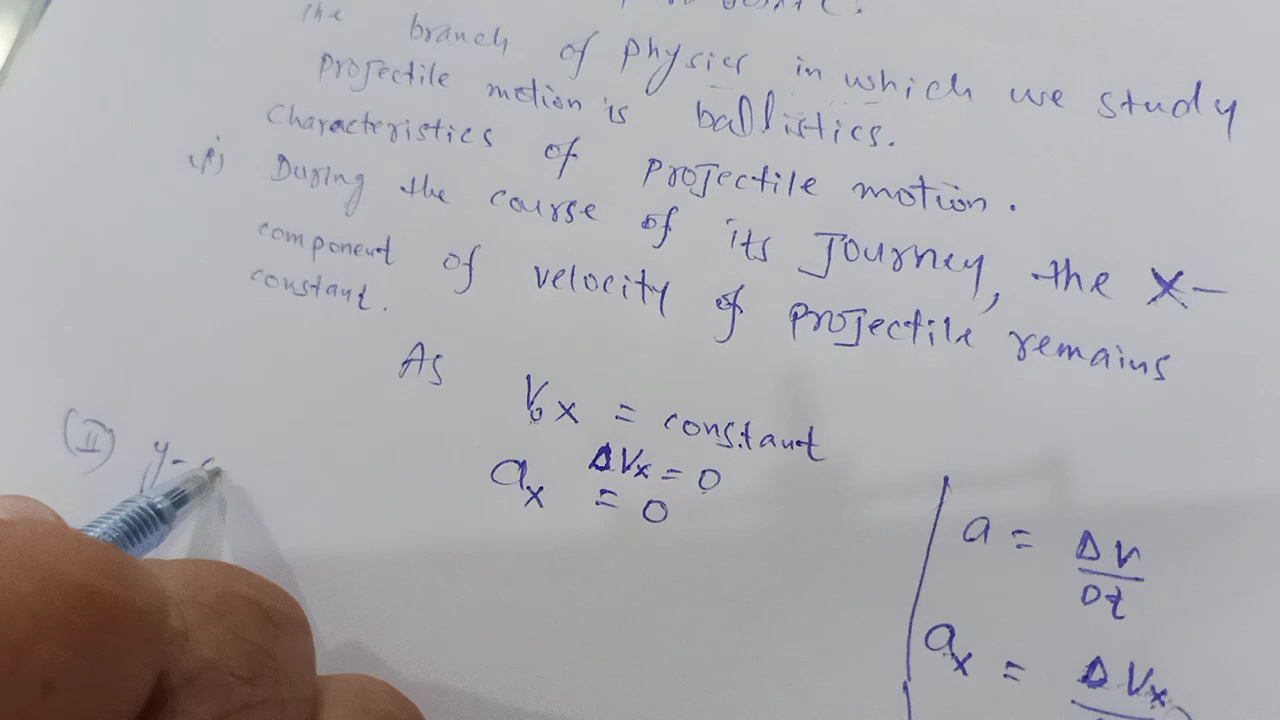 The branch of physics in which we study
projectile motion is ballistics.
Characteristics of projectile motion.
(i) During the course of its Journey, the X-
component of velocity of projectile remains
constant.
As Vx = constant
ΔVx = 0
ax = 0
(II) y-
a = ΔV
Δt
ax = ΔVx